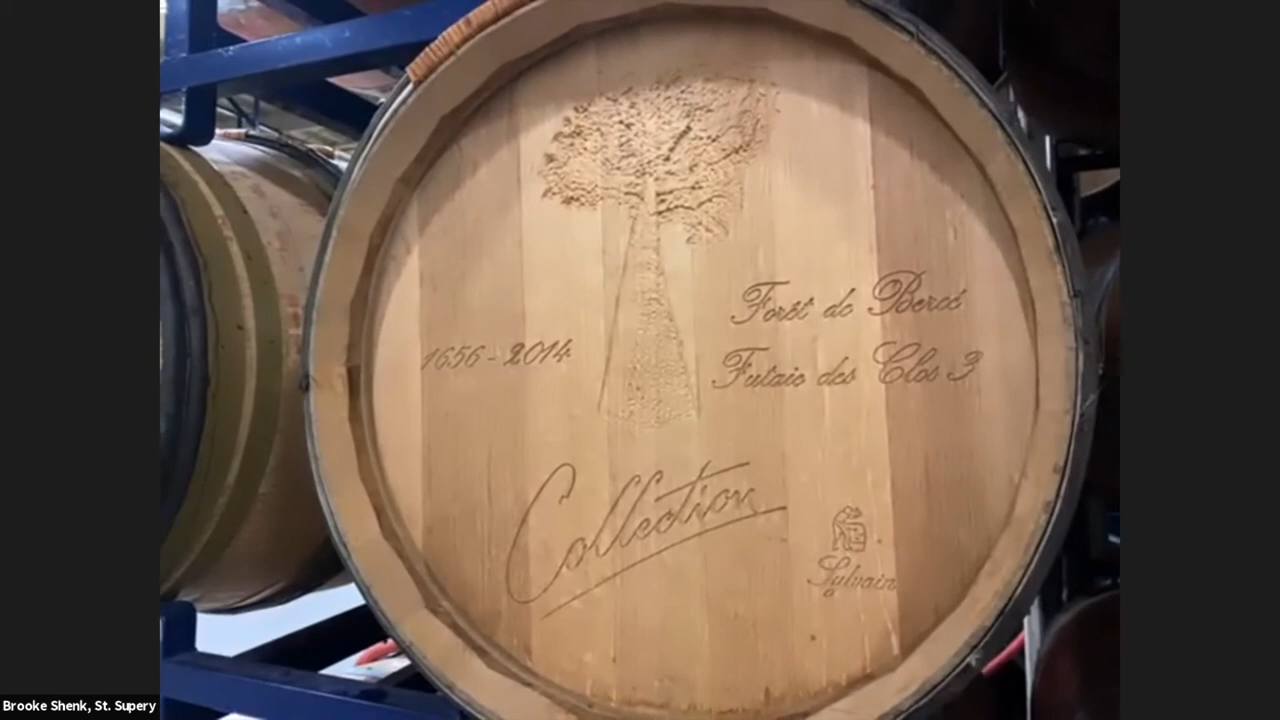 Forêt de Bercé
1656 - 2014
Futaie des Clos 3
Collection
Sylvain
Brooke Shenk, St. Supery